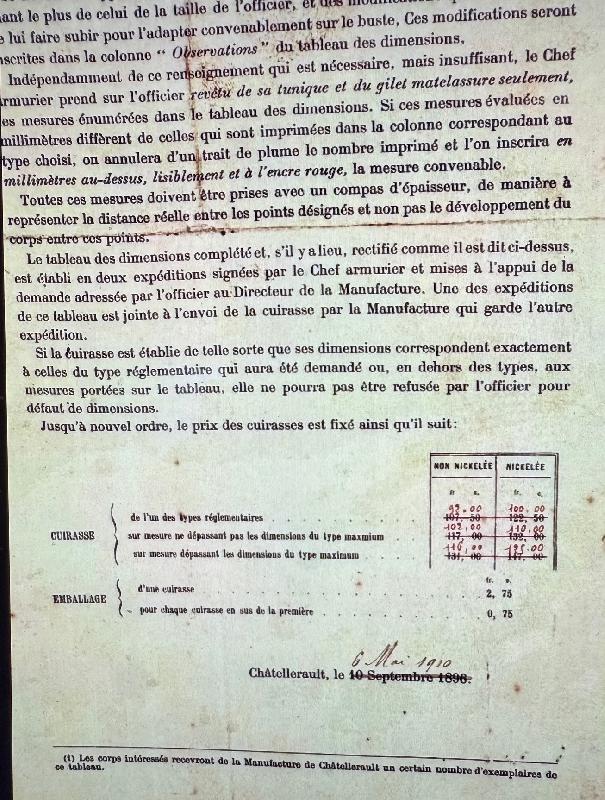 nant le plus de celui de la taille de l'officier, et des
lui faire subir pour l'adapter convenablement sur le buste, Ces modifications seront
inscrites dans la colonne “ Observations ” du tableau des dimensions.
Indépendamment de ce renseignement qui est nécessaire, mais insuffisant, le Chef
armurier prend sur l'officier revêtu de sa tunique et du gilet matelassure seulement,
les mesures énumérées dans le tableau des dimensions. Si ces mesures évaluées en
millimètres diffèrent de celles qui sont imprimées dans la colonne correspondant au
type choisi, on annulera d'un trait de plume le nombre imprimé et l'on inscrira en
millimètres au-dessus, lisiblement et à l'encre rouge, la mesure convenable.
Toutes ces mesures doivent être prises avec un compas d'épaisseur, de manière à
représenter la distance réelle entre les points désignés et non pas le développement du
corps entre ces points.
Le tableau des dimensions complété et, s'il y a lieu, rectifié comme il est dit ci-dessus,
est établi en deux expéditions signées par le Chef armurier et mises à l'appui de la
demande adressée par l'officier au Directeur de la Manufacture. Une des expéditions
de ce tableau est jointe à l'envoi de la cuirasse par la Manufacture qui garde l'autre
expédition.
Si la cuirasse est établie de telle sorte que ses dimensions correspondent exactement
à celles du type réglementaire qui aura été demandé ou, en dehors des types, aux
mesures portées sur le tableau, elle ne pourra pas être refusée par l'officier pour
défaut de dimensions.
Jusqu'à nouvel ordre, le prix des cuirasses est fixé ainsi qu'il suit:
NON NICKELÉE NICKELÉE
fr c. fr. c.
93.00 100.00
de l'un des types réglementaires 107, 50 122, 50
103,00 110,00
CUIRASSE sur mesure ne dépassant pas les dimensions du type maxmium 117, 00 132, 00
116,00 125.00
sur mesure dépassant les dimensions du type maximum 131, 00 147, 00
fr. c.
d'une cuirasse 2, 75
EMBALLAGE
pour chaque cuirasse en sus de la première 0, 75
6 Mai 1910
Châtellerault, le 10 Septembre 1896.
(1) Les corps intéressés recevront de la Manufacture de Châtellerault un certain nombre d'exemplaires de
ce tableau.